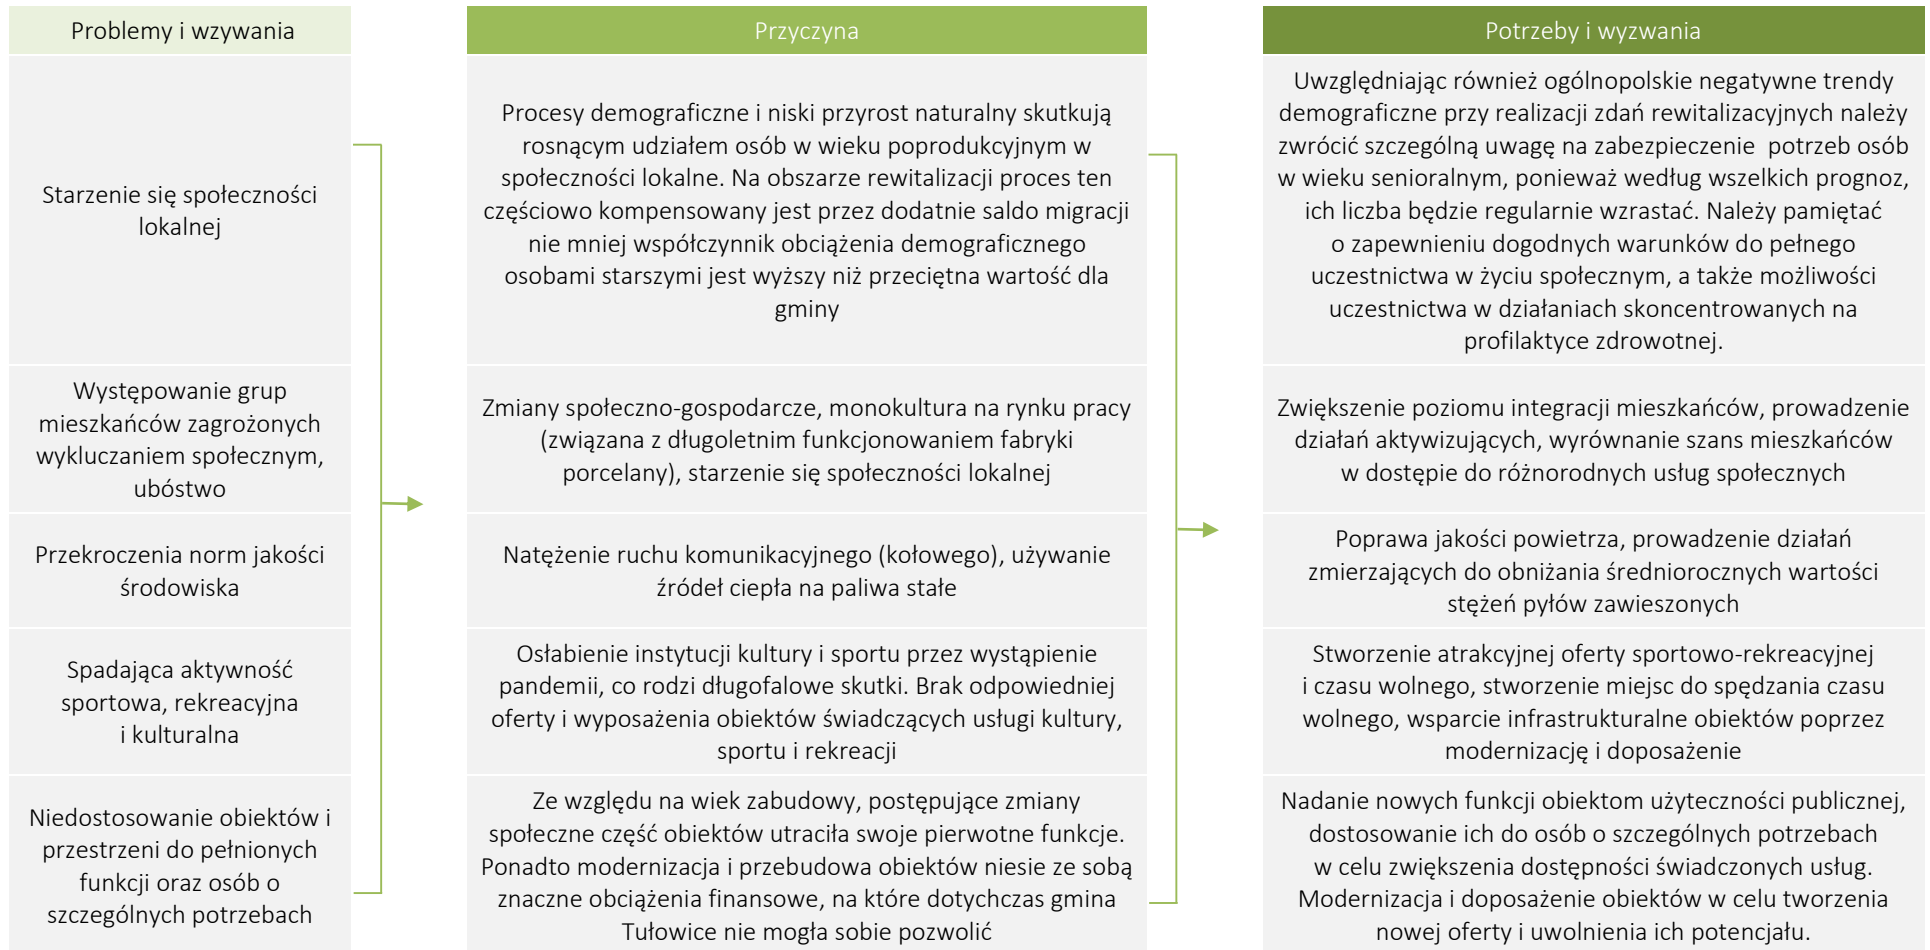 Problemy i wzywania
Przyczyna
Potrzeby i wyzwania
Starzenie się społeczności
lokalnej
Procesy demograficzne i niski przyrost naturalny skutkują
rosnącym udziałem osób w wieku poprodukcyjnym w
społeczności lokalne. Na obszarze rewitalizacji proces ten
częściowo kompensowany jest przez dodatnie saldo migracji
nie mniej współczynnik obciążenia demograficznego
osobami starszymi jest wyższy niż przeciętna wartość dla
gminy
Uwzględniając również ogólnopolskie negatywne trendy
demograficzne przy realizacji zdań rewitalizacyjnych należy
zwrócić szczególną uwagę na zabezpieczenie potrzeb osób
w wieku senioralnym, ponieważ według wszelkich prognoz,
ich liczba będzie regularnie wzrastać. Należy pamiętać
o zapewnieniu dogodnych warunków do pełnego
uczestnictwa w życiu społecznym, a także możliwości
uczestnictwa w działaniach skoncentrowanych na
profilaktyce zdrowotnej.
Występowanie grup
mieszkańców zagrożonych
wykluczaniem społecznym,
ubóstwo
Zmiany społeczno-gospodarcze, monokultura na rynku pracy
(związana z długoletnim funkcjonowaniem fabryki
porcelany), starzenie się społeczności lokalnej
Zwiększenie poziomu integracji mieszkańców, prowadzenie
działań aktywizujących, wyrównanie szans mieszkańców
w dostępie do różnorodnych usług społecznych
Przekroczenia norm jakości
środowiska
Natężenie ruchu komunikacyjnego (kołowego), używanie
źródeł ciepła na paliwa stałe
Poprawa jakości powietrza, prowadzenie działań
zmierzających do obniżania średniorocznych wartości
stężeń pyłów zawieszonych
Spadająca aktywność
sportowa, rekreacyjna
i kulturalna
Osłabienie instytucji kultury i sportu przez wystąpienie
pandemii, co rodzi długofalowe skutki. Brak odpowiedniej
oferty i wyposażenia obiektów świadczących usługi kultury,
sportu i rekreacji
Stworzenie atrakcyjnej oferty sportowo-rekreacyjnej
i czasu wolnego, stworzenie miejsc do spędzania czasu
wolnego, wsparcie infrastrukturalne obiektów poprzez
modernizację i doposażenie
Niedostosowanie obiektów i
przestrzeni do pełnionych
funkcji oraz osób o
szczególnych potrzebach
Ze względu na wiek zabudowy, postępujące zmiany
społeczne część obiektów utraciła swoje pierwotne funkcje.
Ponadto modernizacja i przebudowa obiektów niesie ze sobą
znaczne obciążenia finansowe, na które dotychczas gmina
Tułowice nie mogła sobie pozwolić
Nadanie nowych funkcji obiektom użyteczności publicznej,
dostosowanie ich do osób o szczególnych potrzebach
w celu zwiększenia dostępności świadczonych usług.
Modernizacja i doposażenie obiektów w celu tworzenia
nowej oferty i uwolnienia ich potencjału.